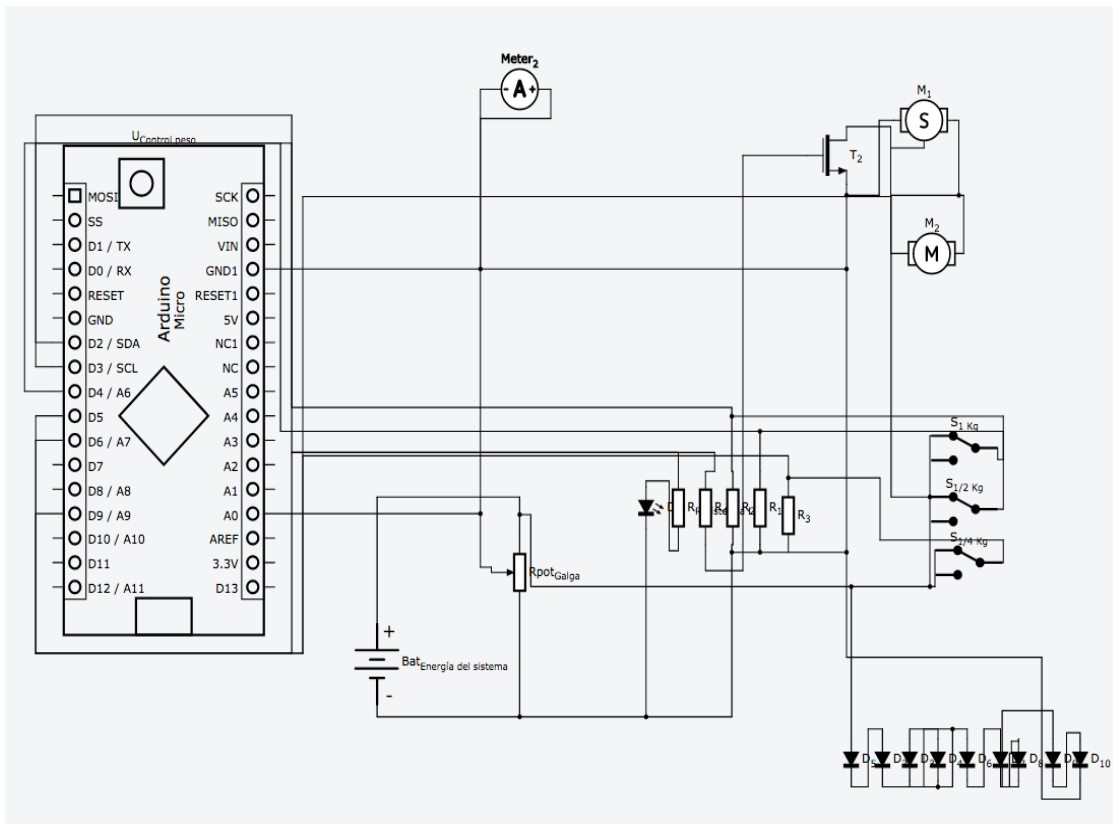 Meter2
- A +
M1
S
T2
M2
M
UControl peso
Arduino
Micro
MOSI
SS
D1 / TX
D0 / RX
RESET
GND
D2 / SDA
D3 / SCL
D4 / A6
D5
D6 / A7
D7
D8 / A8
D9 / A9
D10 / A10
D11
D12 / A11
SCK
MISO
VIN
GND1
RESET1
5V
NC1
NC
A5
A4
A3
A2
A1
A0
AREF
3.3V
D13
S1 Kg
S1/2 Kg
S1/4 Kg
R1
R3
RpotGalga
+
BatEnergía del sistema
-
D5
D6
D8
D10